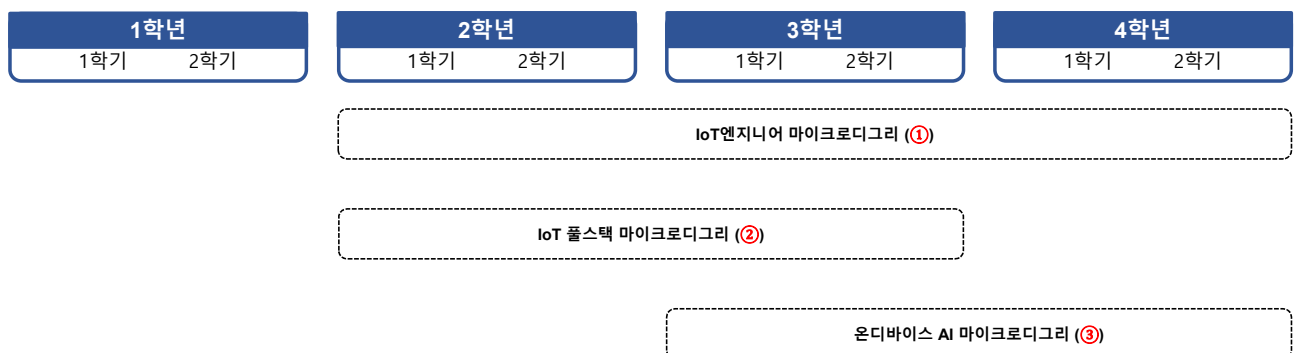 1학년 2학년 3학년 4학년
1학기 2학기 1학기 2학기 1학기 2학기 1학기 2학기
IoT엔지니어 마이크로디그리 (①)
IoT 풀스택 마이크로디그리 (②)
온디바이스 AI 마이크로디그리 (③)